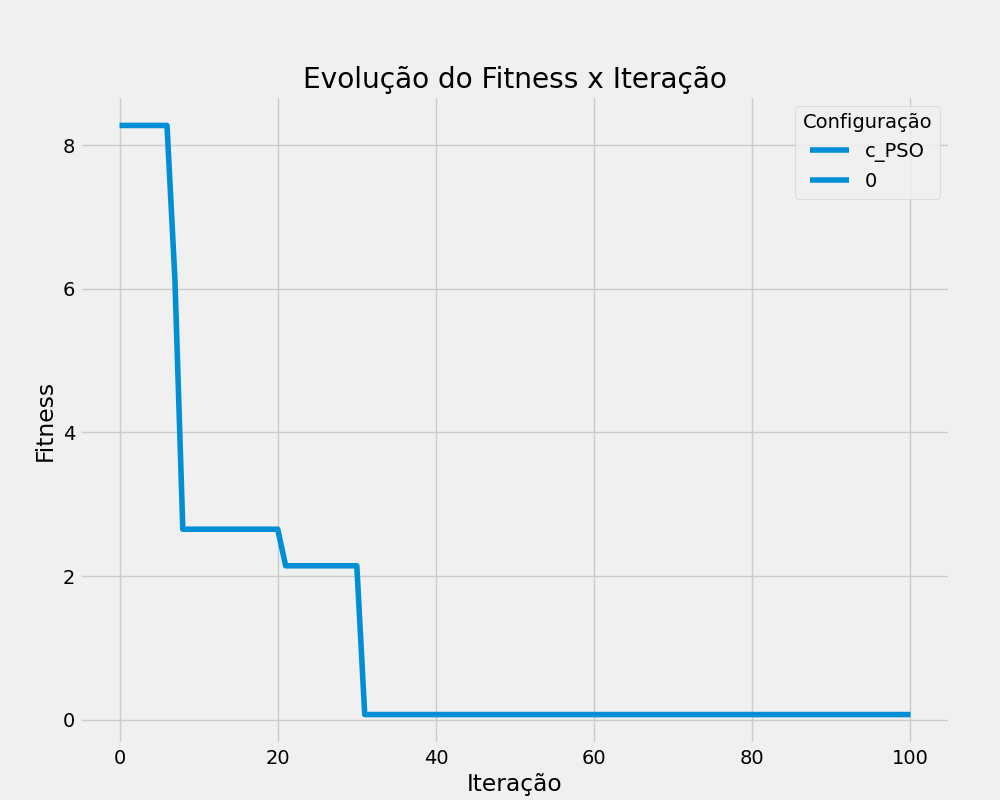 Evolução do Fitness x Iteração
Configuração
c_PSO
0
Fitness
8
6
4
2
0
0 20 40 60 80 100
Iteração